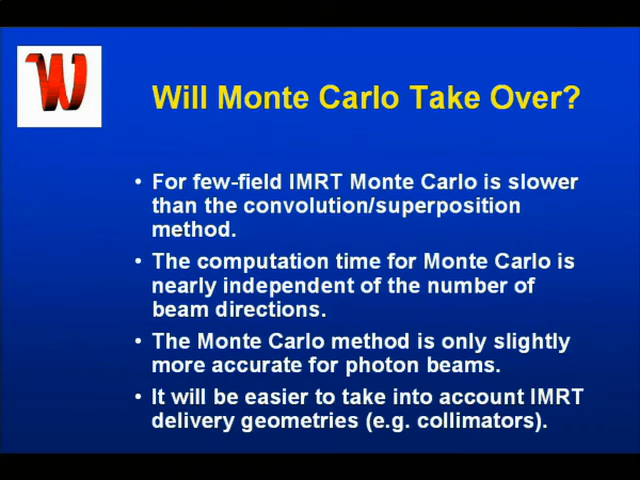 W
Will Monte Carlo Take Over?
• For few-field IMRT Monte Carlo is slower
than the convolution/superposition
method.
• The computation time for Monte Carlo is
nearly independent of the number of
beam directions.
• The Monte Carlo method is only slightly
more accurate for photon beams.
• It will be easier to take into account IMRT
delivery geometries (e.g. collimators).